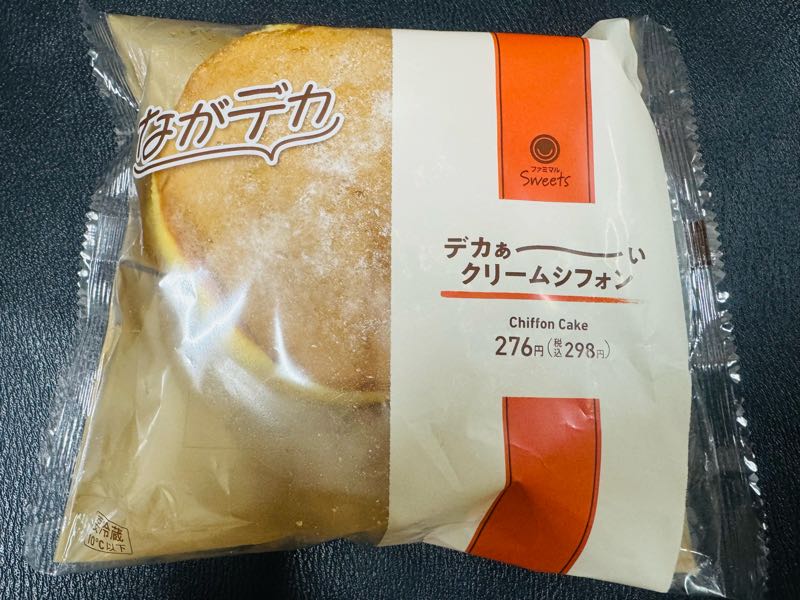 ながデカ
ファミマル
Sweets
デカぁーい
クリームシフォン
Chiffon Cake
276円(税込298円)
冷蔵
10℃以下